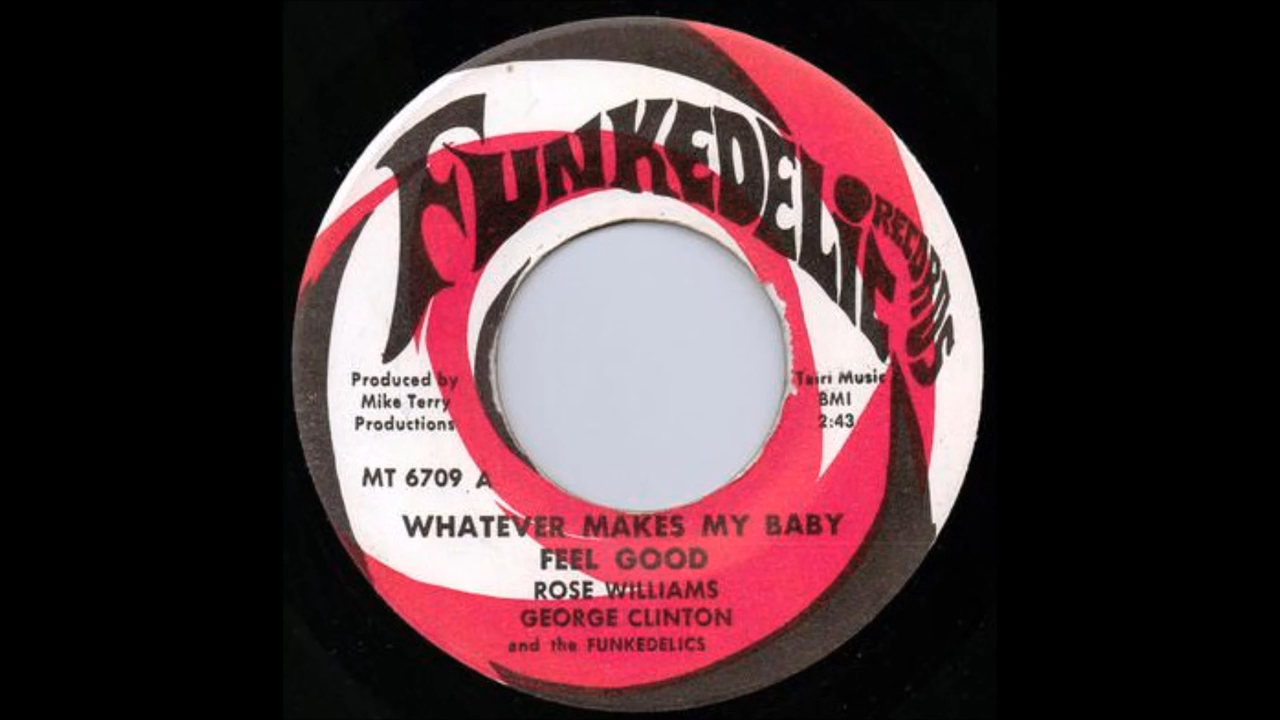 FUNKEDELIC
RECORDS
Produced by
Mike Terry
Productions
Tairi Music
BMI
2:43
MT 6709 A
WHATEVER MAKES MY BABY
FEEL GOOD
ROSE WILLIAMS
GEORGE CLINTON
and the FUNKEDELICS